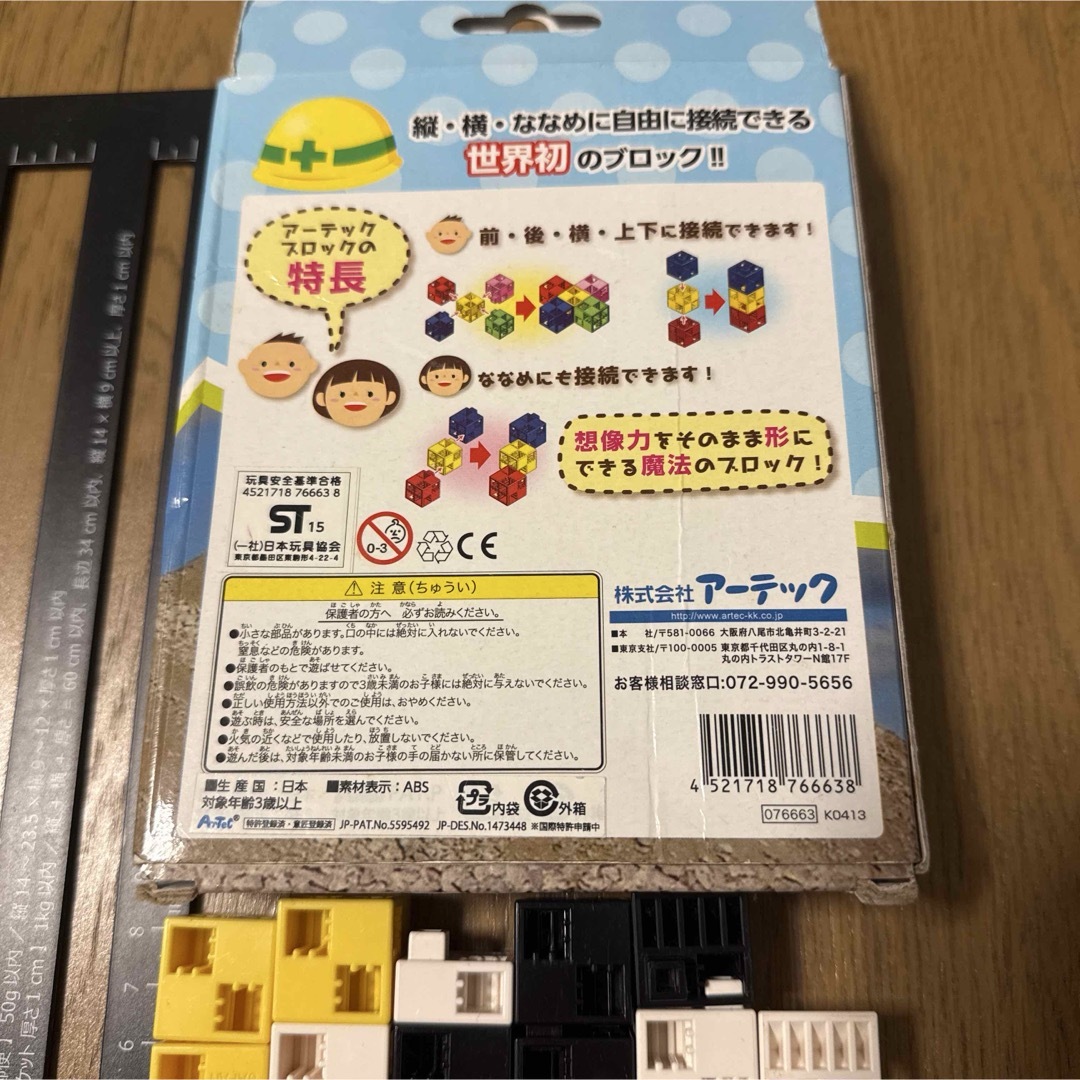 縦・横・ななめに自由に接続できる
世界初のブロック!!
アーテック
ブロックの
特長
前・後・横・上下に接続できます!
ななめにも接続できます!
想像力をそのまま形に
できる魔法のブロック!
玩具安全基準合格
4521718 76663 8
ST 15
(一社)日本玩具協会
東京都墨田区東駒形4-22-4
0-3
CE
注意(ちゅうい)
保護者の方へ 必ずお読みください。
ほごしゃ かた かなら よ
●小さな部品があります。口の中には絶対に入れないでください。
窒息などの危険があります。
●保護者のもとで遊ばせてください。
●誤飲の危険がありますので3歳未満のお子様には絶対に与えないでください。
●正しい使用方法以外でのご使用は、おやめください。
●遊ぶ時は、安全な場所を選んでください。
●火気の近くなどで使用したり、放置しないでください。
●遊んだ後は、対象年齢未満のお子様の手の届かない所に保管してください。
■生産国:日本 ■素材表示:ABS
対象年齢3歳以上
プラ 内袋 外箱
ArTec® 特許登録済・意匠登録済 JP-PAT.No.5595492 JP-DES.No.1473448 ※国際特許申請中
株式会社 アーテック
http://www.artec-kk.co.jp
■本 社/〒581-0066 大阪府八尾市北亀井町3-2-21
■東京支社/〒100-0005 東京都千代田区丸の内1-8-1
丸の内トラストタワーN館17F
お客様相談窓口:072-990-5656
4 521718 766638
076663 K0413
8
7
6